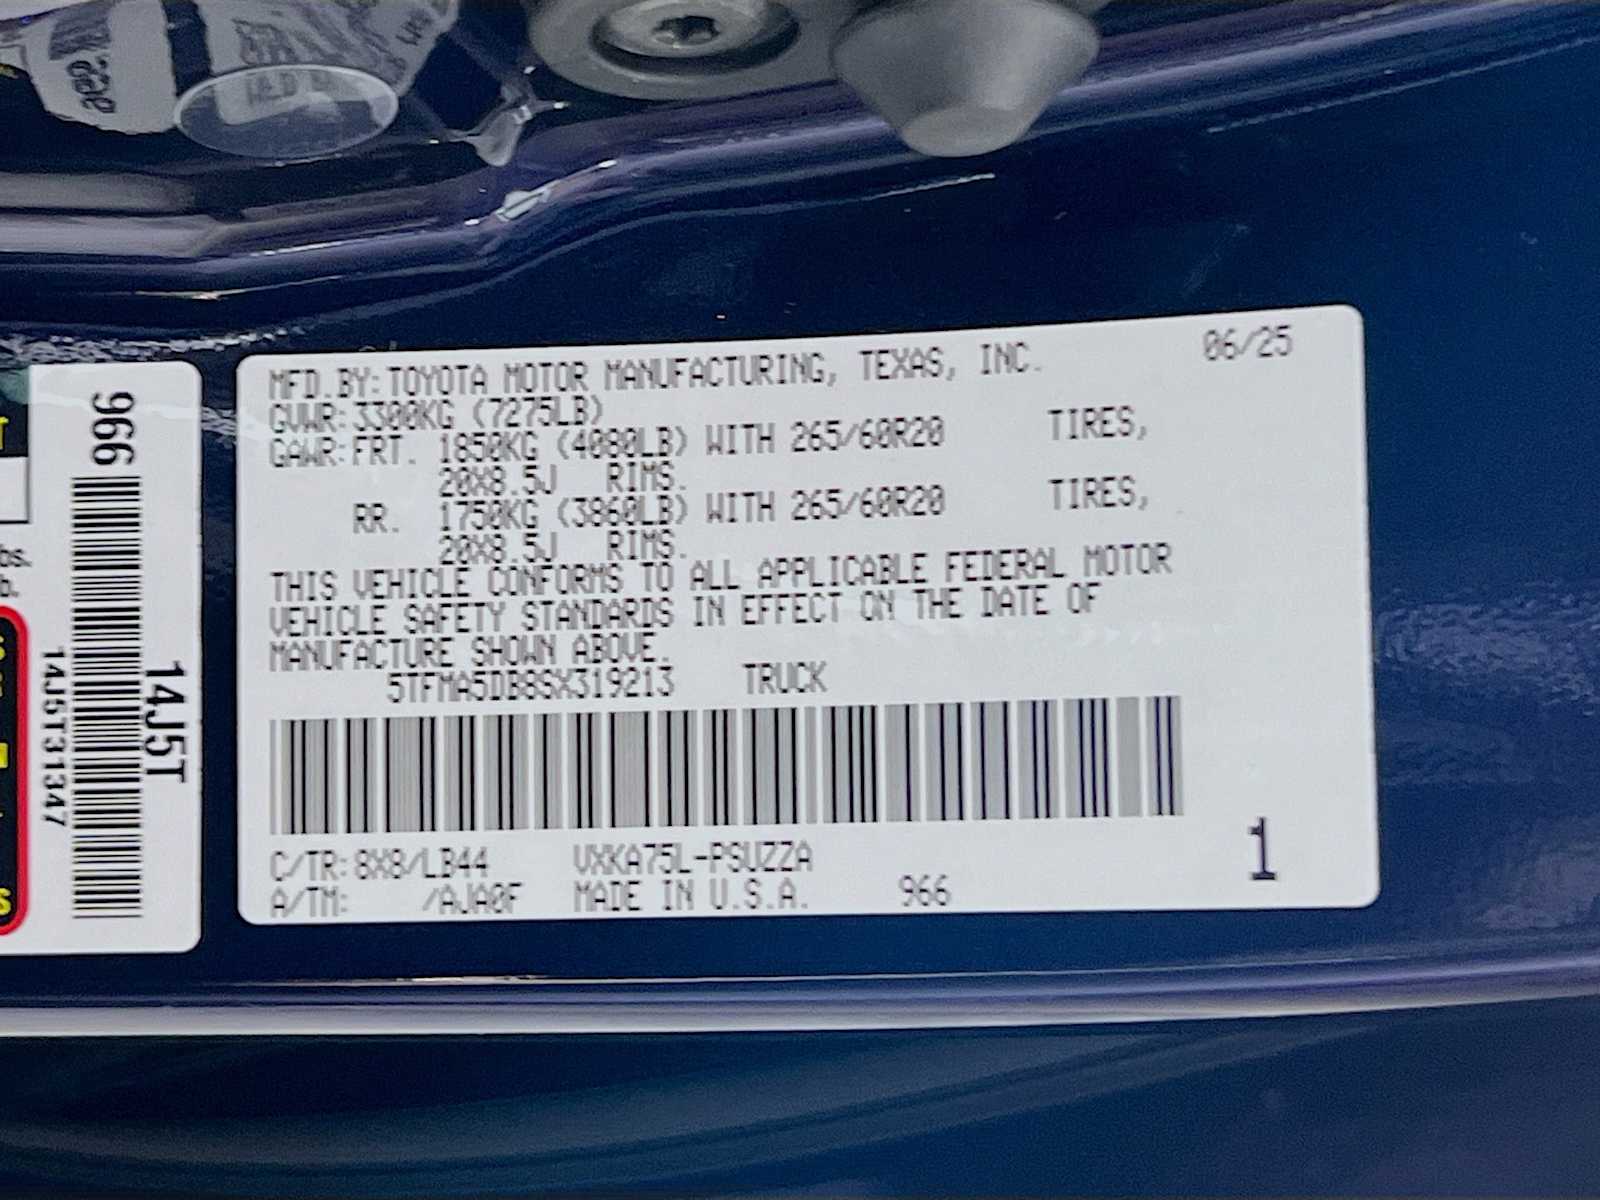 MFD.BY:TOYOTA MOTOR MANUFACTURING, TEXAS, INC. 06/25
GVWR:3300KG (7275LB)
GAWR:FRT. 1850KG (4080LB) WITH 265/60R20 TIRES,
20X8.5J RIMS.
RR. 1750KG (3860LB) WITH 265/60R20 TIRES,
20X8.5J RIMS.
THIS VEHICLE CONFORMS TO ALL APPLICABLE FEDERAL MOTOR
VEHICLE SAFETY STANDARDS IN EFFECT ON THE DATE OF
MANUFACTURE SHOWN ABOVE.
5TFMA5DB8SX319213 TRUCK
C/TR:8X8/LB44 VXKA75L-PSUZZA
A/TM: /AJA0F MADE IN U.S.A. 966
1
966
14J5T
14J5T31347
bs.
b.